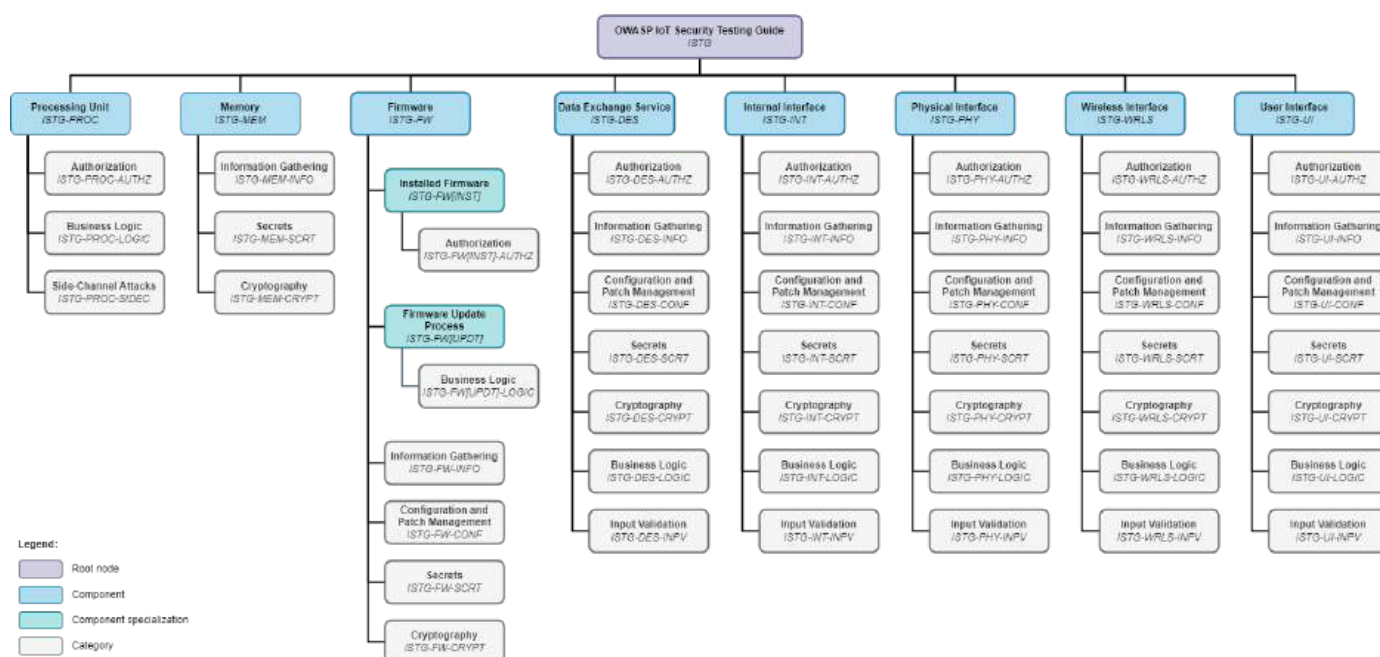 OWASP IoT Security Testing Guide
ISTG
Processing Unit
ISTG-PROC
Authorization
ISTG-PROC-AUTHZ
Business Logic
ISTG-PROC-LOGIC
Side-Channel Attacks
ISTG-PROC-SIDEC
Memory
ISTG-MEM
Information Gathering
ISTG-MEM-INFO
Secrets
ISTG-MEM-SCRT
Cryptography
ISTG-MEM-CRYPT
Firmware
ISTG-FW
Installed Firmware
ISTG-FW[INST]
Authorization
ISTG-FW[INST]-AUTHZ
Firmware Update
Process
ISTG-FW[UPDT]
Business Logic
ISTG-FW[UPDT]-LOGIC
Information Gathering
ISTG-FW-INFO
Configuration and
Patch Management
ISTG-FW-CONF
Secrets
ISTG-FW-SCRT
Cryptography
ISTG-FW-CRYPT
Data Exchange Service
ISTG-DES
Authorization
ISTG-DES-AUTHZ
Information Gathering
ISTG-DES-INFO
Configuration and
Patch Management
ISTG-DES-CONF
Secrets
ISTG-DES-SCRT
Cryptography
ISTG-DES-CRYPT
Business Logic
ISTG-DES-LOGIC
Input Validation
ISTG-DES-INPV
Internal Interface
ISTG-INT
Authorization
ISTG-INT-AUTHZ
Information Gathering
ISTG-INT-INFO
Configuration and
Patch Management
ISTG-INT-CONF
Secrets
ISTG-INT-SCRT
Cryptography
ISTG-INT-CRYPT
Business Logic
ISTG-INT-LOGIC
Input Validation
ISTG-INT-INPV
Physical Interface
ISTG-PHY
Authorization
ISTG-PHY-AUTHZ
Information Gathering
ISTG-PHY-INFO
Configuration and
Patch Management
ISTG-PHY-CONF
Secrets
ISTG-PHY-SCRT
Cryptography
ISTG-PHY-CRYPT
Business Logic
ISTG-PHY-LOGIC
Input Validation
ISTG-PHY-INPV
Wireless Interface
ISTG-WRLS
Authorization
ISTG-WRLS-AUTHZ
Information Gathering
ISTG-WRLS-INFO
Configuration and
Patch Management
ISTG-WRLS-CONF
Secrets
ISTG-WRLS-SCRT
Cryptography
ISTG-WRLS-CRYPT
Business Logic
ISTG-WRLS-LOGIC
Input Validation
ISTG-WRLS-INPV
User Interface
ISTG-UI
Authorization
ISTG-UI-AUTHZ
Information Gathering
ISTG-UI-INFO
Configuration and
Patch Management
ISTG-UI-CONF
Secrets
ISTG-UI-SCRT
Cryptography
ISTG-UI-CRYPT
Business Logic
ISTG-UI-LOGIC
Input Validation
ISTG-UI-INPV
Legend:
Root node
Component
Component specialization
Category